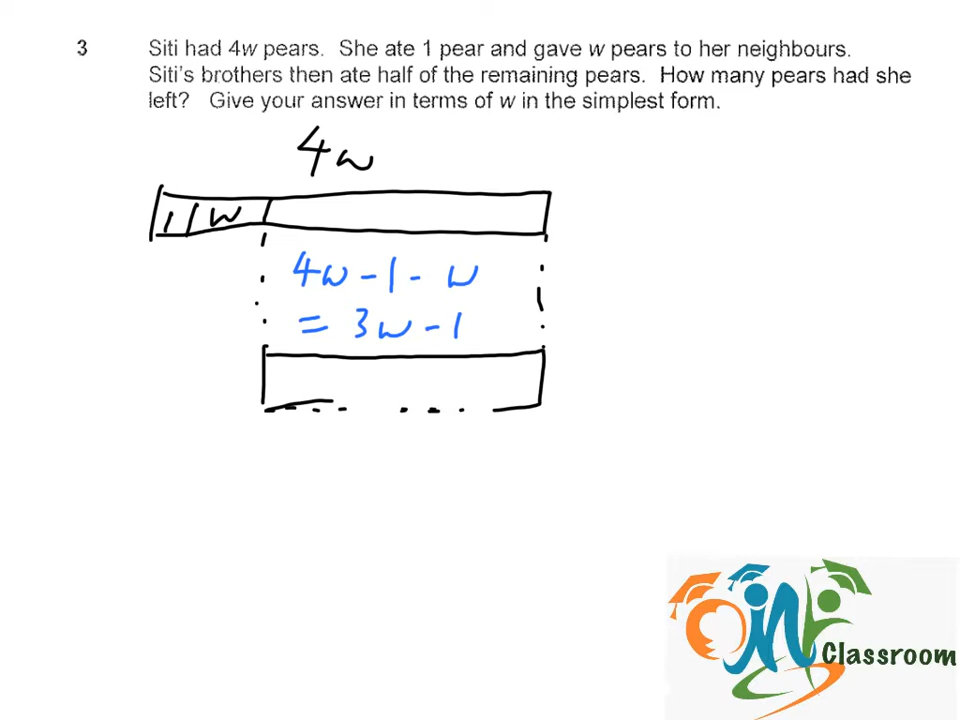 3 Siti had 4w pears. She ate 1 pear and gave w pears to her neighbours.
Siti's brothers then ate half of the remaining pears. How many pears had she
left? Give your answer in terms of w in the simplest form.
4w
1 w
4w - 1 - w
= 3w - 1
Classroom